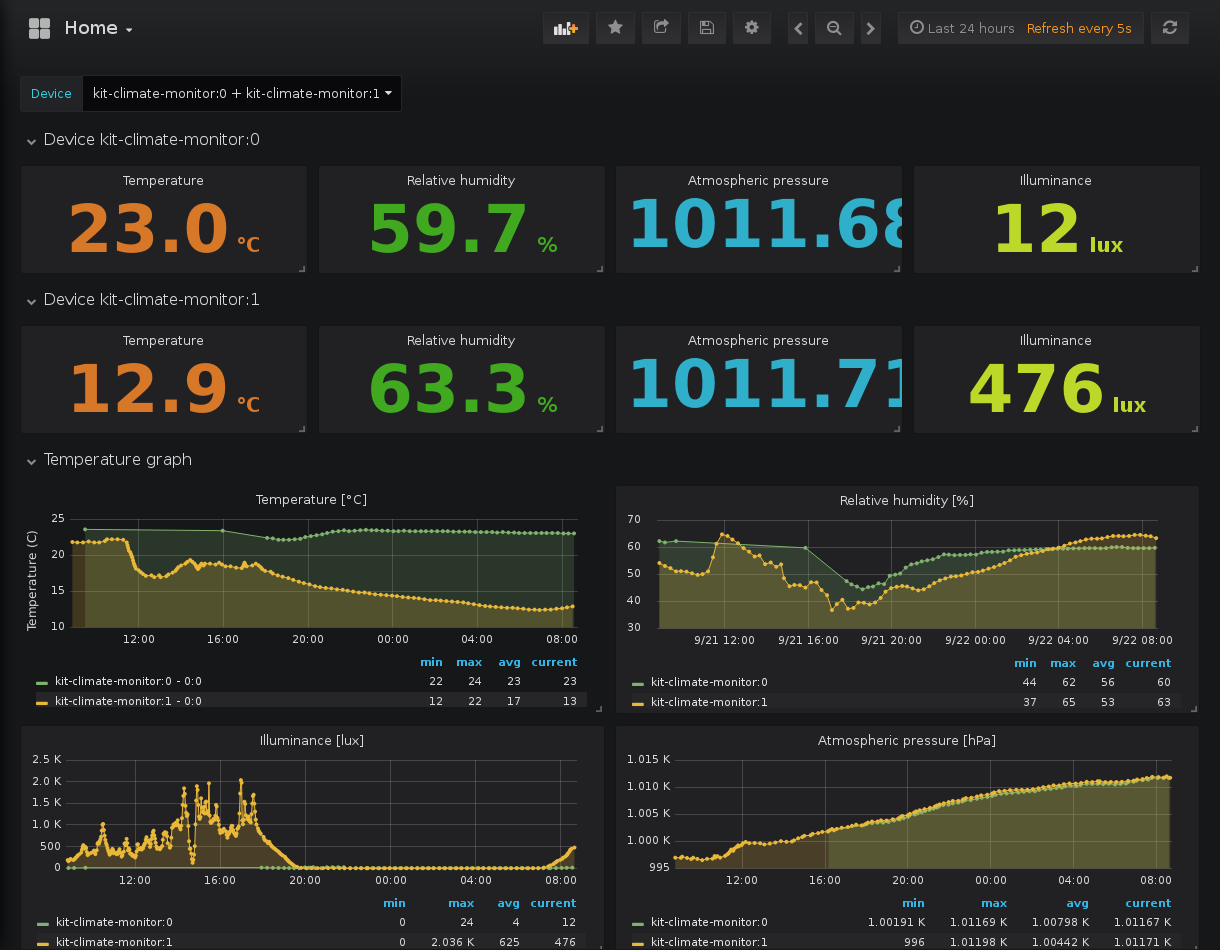 Home
Last 24 hours Refresh every 5s
Device kit-climate-monitor:0 + kit-climate-monitor:1
Device kit-climate-monitor:0
Temperature Relative humidity Atmospheric pressure Illuminance
23.0 °C 59.7 % 1011.68 12 lux
Device kit-climate-monitor:1
Temperature Relative humidity Atmospheric pressure Illuminance
12.9 °C 63.3 % 1011.71 476 lux
Temperature graph
Temperature [°C]
Temperature (C)
25
20
15
10
12:00 16:00 20:00 00:00 04:00 08:00
min max avg current
kit-climate-monitor:0 - 0:0 22 24 23 23
kit-climate-monitor:1 - 0:0 12 22 17 13
Relative humidity [%]
70
60
50
40
30
9/21 12:00 9/21 16:00 9/21 20:00 9/22 00:00 9/22 04:00 9/22 08:00
min max avg current
kit-climate-monitor:0 44 62 56 60
kit-climate-monitor:1 37 65 53 63
Illuminance [lux]
2.5 K
2.0 K
1.5 K
1.0 K
500
0
12:00 16:00 20:00 00:00 04:00 08:00
min max avg current
kit-climate-monitor:0 0 24 4 12
kit-climate-monitor:1 0 2.036 K 625 476
Atmospheric pressure [hPa]
1.015 K
1.010 K
1.005 K
1.000 K
995
12:00 16:00 20:00 00:00 04:00 08:00
min max avg current
kit-climate-monitor:0 1.00191 K 1.01169 K 1.00798 K 1.01167 K
kit-climate-monitor:1 996 1.01198 K 1.00442 K 1.01171 K